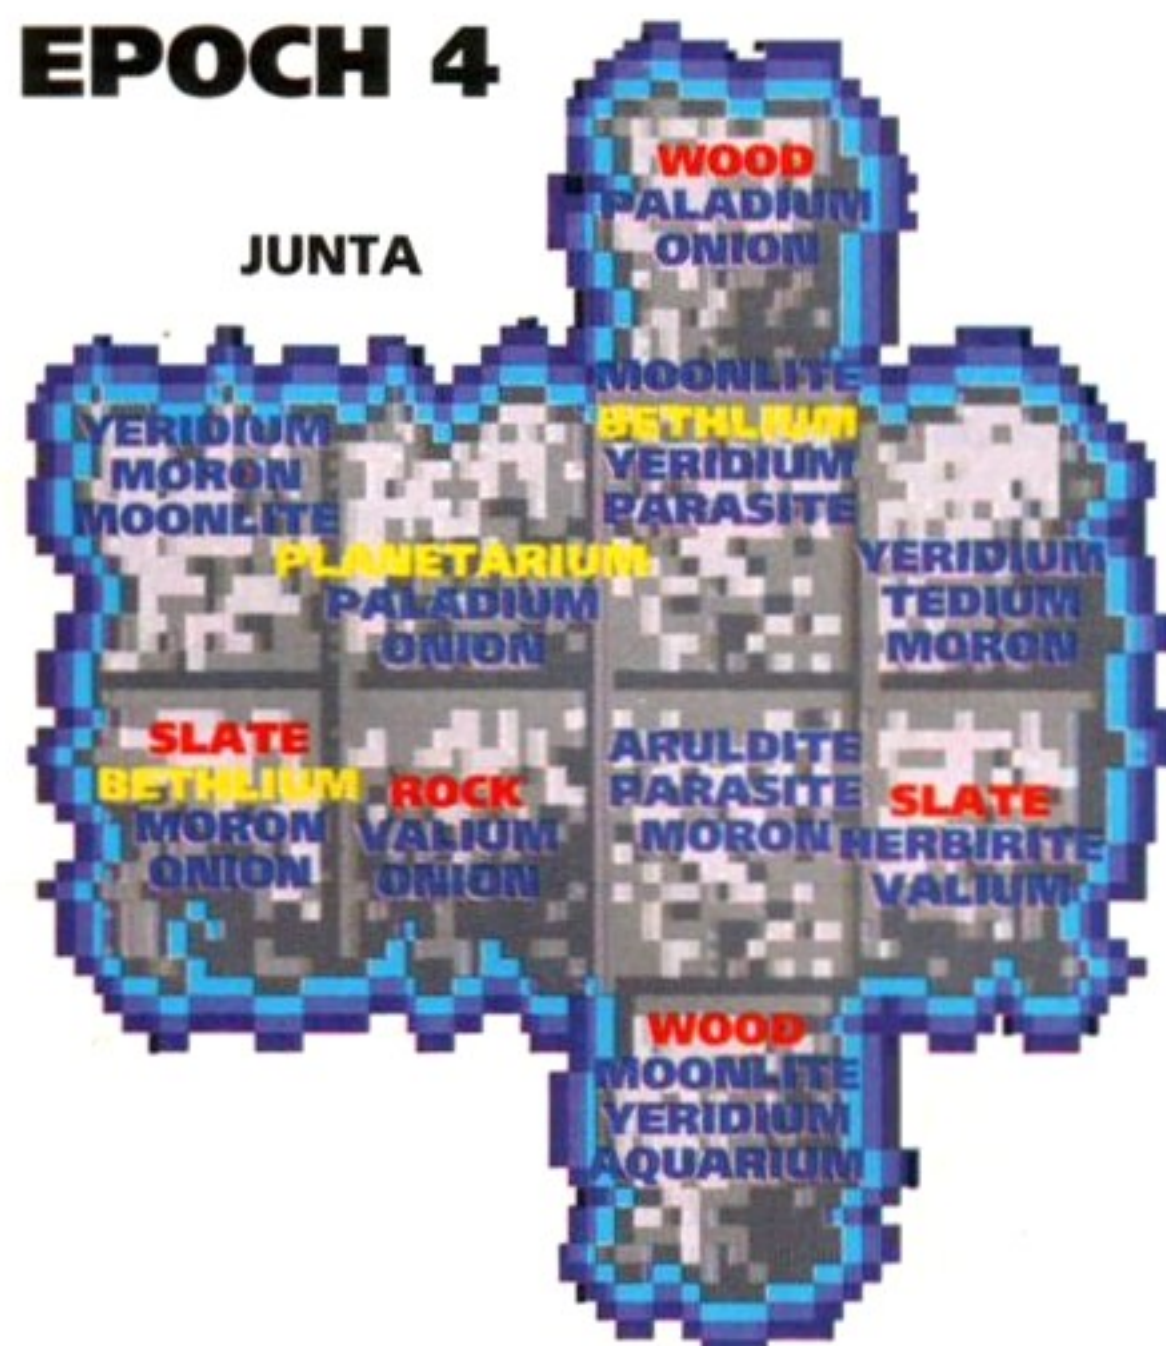 EPOCH 4
JUNTA
WOOD
PALADIUM
ONION
YERIDIUM
MORON
MOONLITE
PLANETARIUM
PALADIUM
ONION
MOONLITE
BETHLIUM
YERIDIUM
PARASITE
YERIDIUM
TEDIUM
MORON
SLATE
BETHLIUM
MORON
ONION
ROCK
VALIUM
ONION
ARULDITE
PARASITE
MORON
SLATE
HERBIRITE
VALIUM
WOOD
MOONLITE
YERIDIUM
AQUARIUM